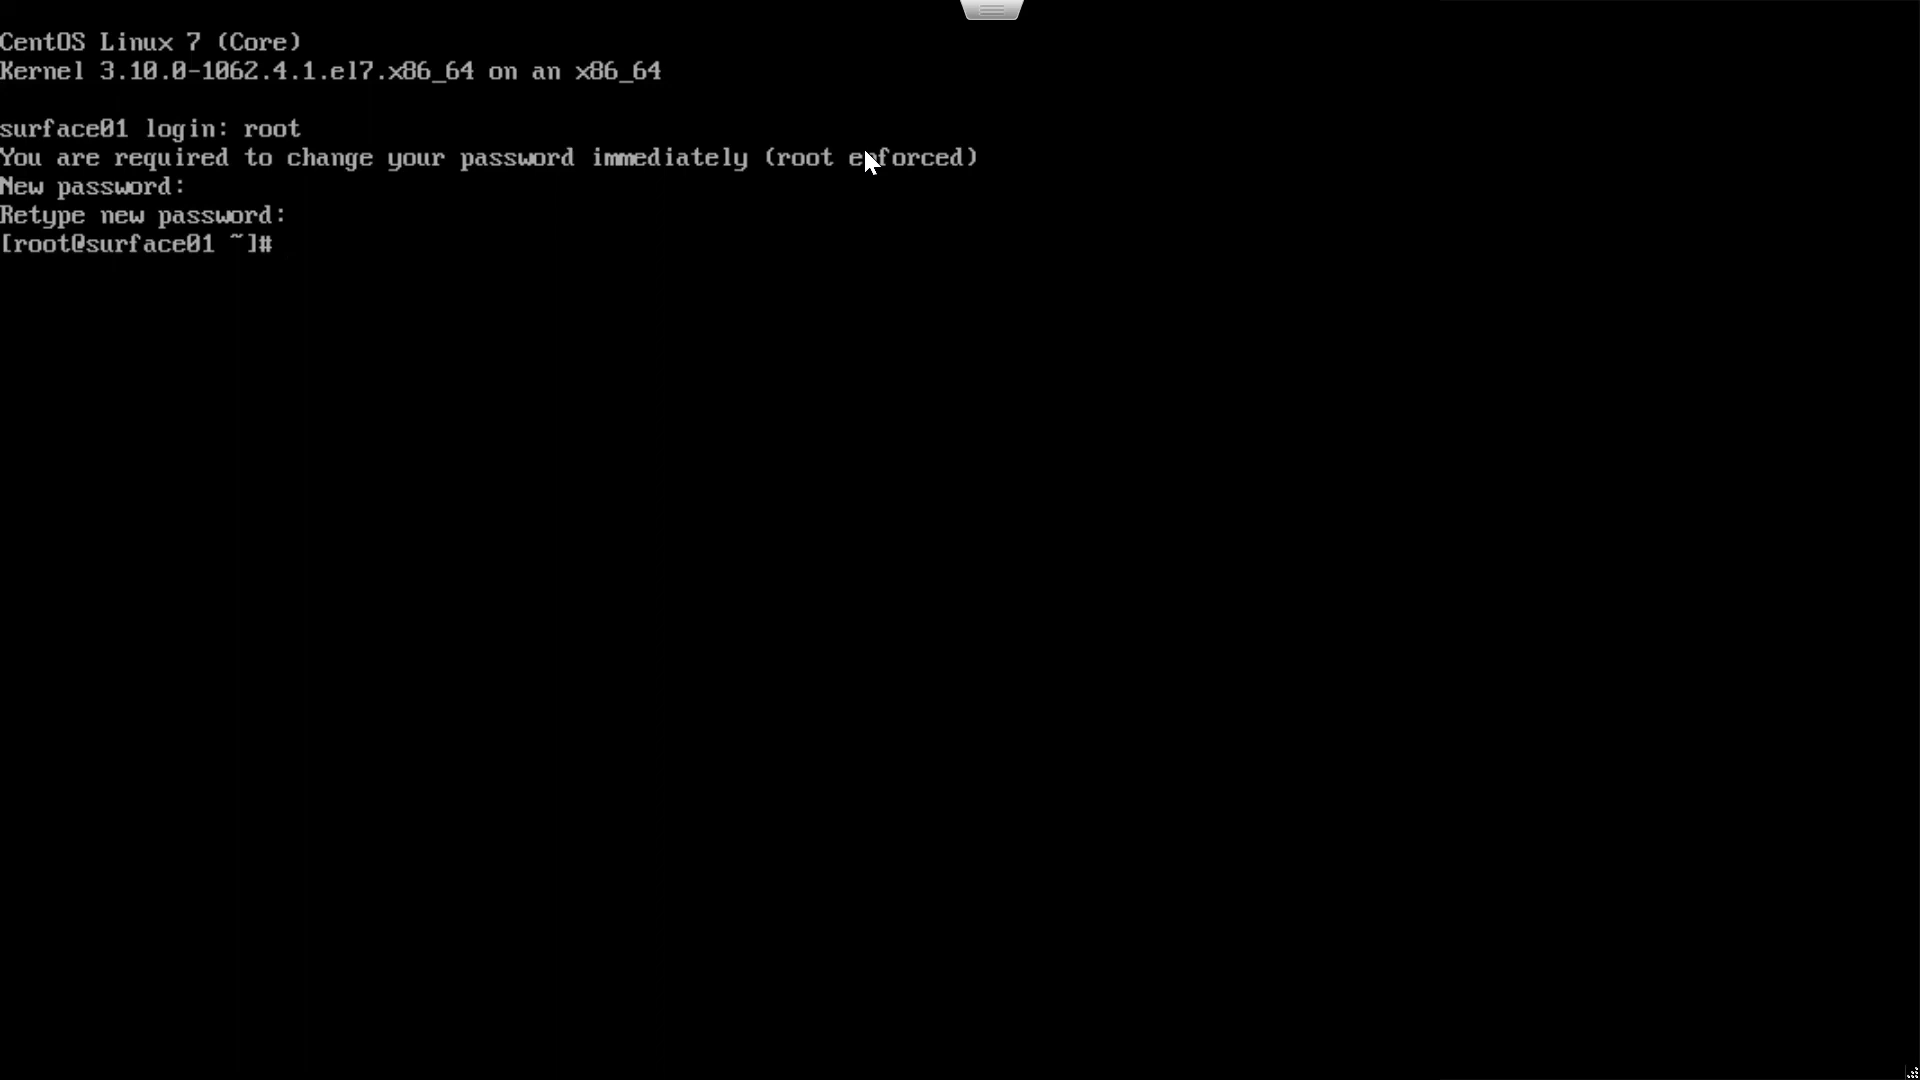 CentOS Linux 7 (Core)
Kernel 3.10.0-1062.4.1.el7.x86_64 on an x86_64
surface01 login: root
You are required to change your password immediately (root enforced)
New password:
Retype new password:
[root@surface01 ~]#